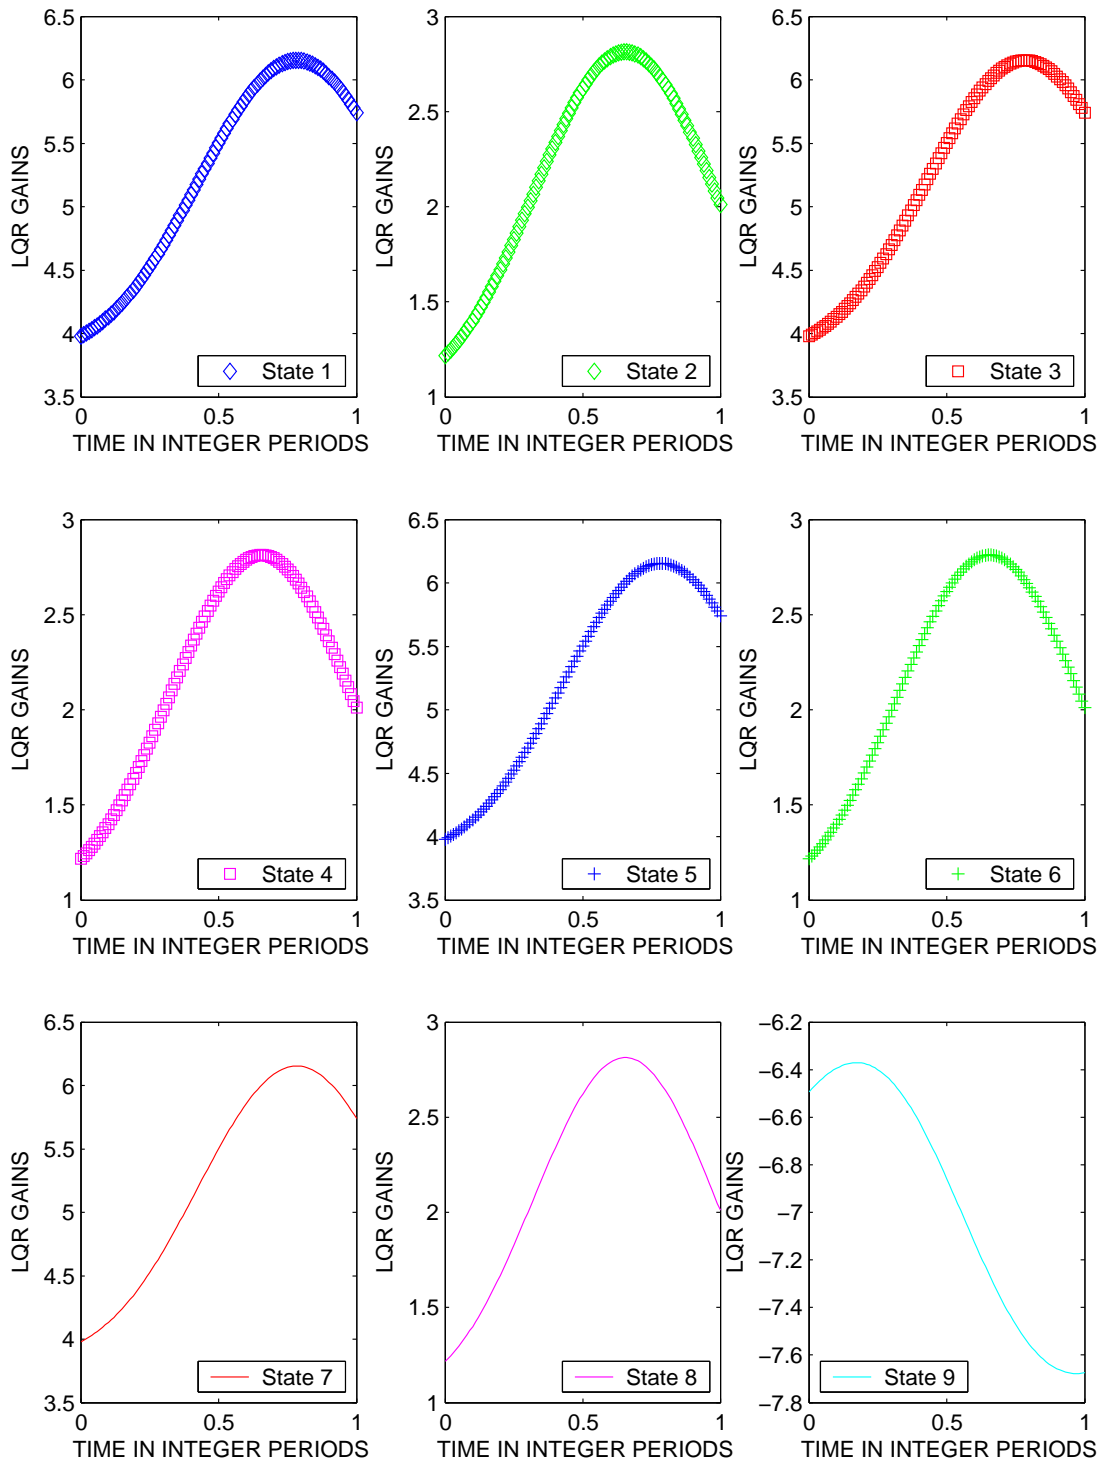 6.5
6
5.5
5
4.5
4
3.5
LQR GAINS
0 0.5 1
TIME IN INTEGER PERIODS
State 1
3
2.5
2
1.5
1
LQR GAINS
0 0.5 1
TIME IN INTEGER PERIODS
State 2
6.5
6
5.5
5
4.5
4
3.5
LQR GAINS
0 0.5 1
TIME IN INTEGER PERIODS
State 3
3
2.5
2
1.5
1
LQR GAINS
0 0.5 1
TIME IN INTEGER PERIODS
State 4
6.5
6
5.5
5
4.5
4
3.5
LQR GAINS
0 0.5 1
TIME IN INTEGER PERIODS
State 5
3
2.5
2
1.5
1
LQR GAINS
0 0.5 1
TIME IN INTEGER PERIODS
State 6
6.5
6
5.5
5
4.5
4
3.5
LQR GAINS
0 0.5 1
TIME IN INTEGER PERIODS
State 7
3
2.5
2
1.5
1
LQR GAINS
0 0.5 1
TIME IN INTEGER PERIODS
State 8
−6.2
−6.4
−6.6
−6.8
−7
−7.2
−7.4
−7.6
−7.8
LQR GAINS
0 0.5 1
TIME IN INTEGER PERIODS
State 9